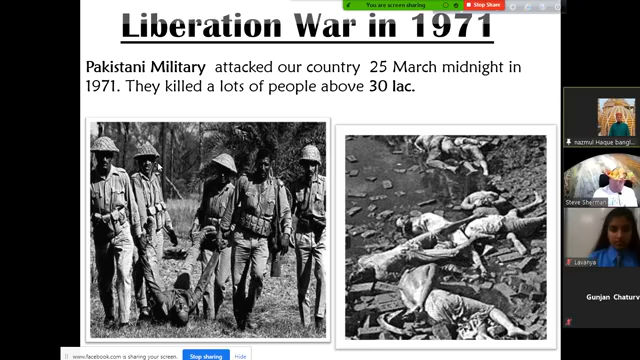 You are screen sharing
Stop Share
Liberation War in 1971
Pakistani Military attacked our country 25 March midnight in
1971. They killed a lots of people above 30 lac.
nazmul Haque bangl...
Steve Sherman
Lavanya
Gunjan Chaturv
www.facebook.com is sharing your screen.
Stop sharing
Hide